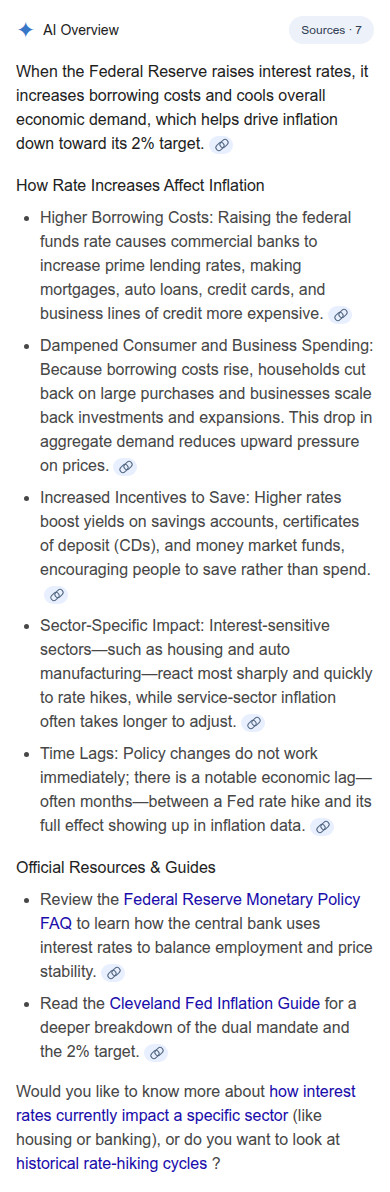 AI Overview
Sources · 7
When the Federal Reserve raises interest rates, it
increases borrowing costs and cools overall
economic demand, which helps drive inflation
down toward its 2% target.
How Rate Increases Affect Inflation
• Higher Borrowing Costs: Raising the federal
funds rate causes commercial banks to
increase prime lending rates, making
mortgages, auto loans, credit cards, and
business lines of credit more expensive.
• Dampened Consumer and Business Spending:
Because borrowing costs rise, households cut
back on large purchases and businesses scale
back investments and expansions. This drop in
aggregate demand reduces upward pressure
on prices.
• Increased Incentives to Save: Higher rates
boost yields on savings accounts, certificates
of deposit (CDs), and money market funds,
encouraging people to save rather than spend.
• Sector-Specific Impact: Interest-sensitive
sectors—such as housing and auto
manufacturing—react most sharply and quickly
to rate hikes, while service-sector inflation
often takes longer to adjust.
• Time Lags: Policy changes do not work
immediately; there is a notable economic lag—
often months—between a Fed rate hike and its
full effect showing up in inflation data.
Official Resources & Guides
• Review the Federal Reserve Monetary Policy
FAQ to learn how the central bank uses
interest rates to balance employment and price
stability.
• Read the Cleveland Fed Inflation Guide for a
deeper breakdown of the dual mandate and
the 2% target.
Would you like to know more about how interest
rates currently impact a specific sector (like
housing or banking), or do you want to look at
historical rate-hiking cycles ?